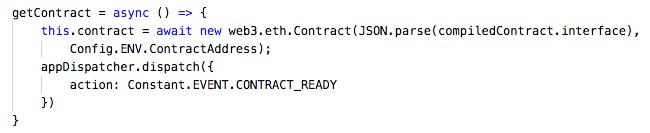 getContract = async () => {
this.contract = await new web3.eth.Contract(JSON.parse(compiledContract.interface),
Config.ENV.ContractAddress);
appDispatcher.dispatch({
action: Constant.EVENT.CONTRACT_READY
})
}